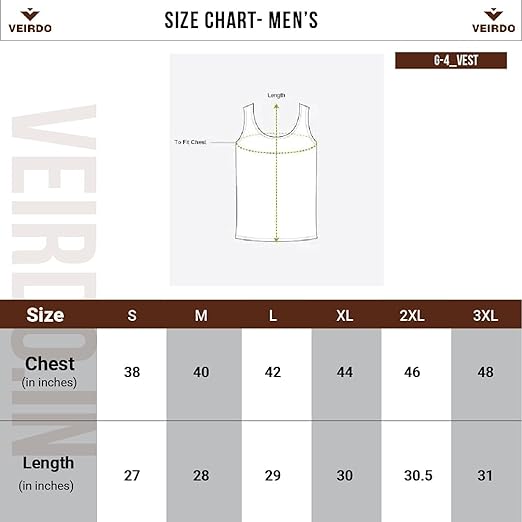 VEIRDO
SIZE CHART- MEN'S
VEIRDO
G-4_VEST
Length
To Fit Chest
VEIRDO.IN
Size S M L XL 2XL 3XL
Chest
(in inches) 38 40 42 44 46 48
Length
(in inches) 27 28 29 30 30.5 31